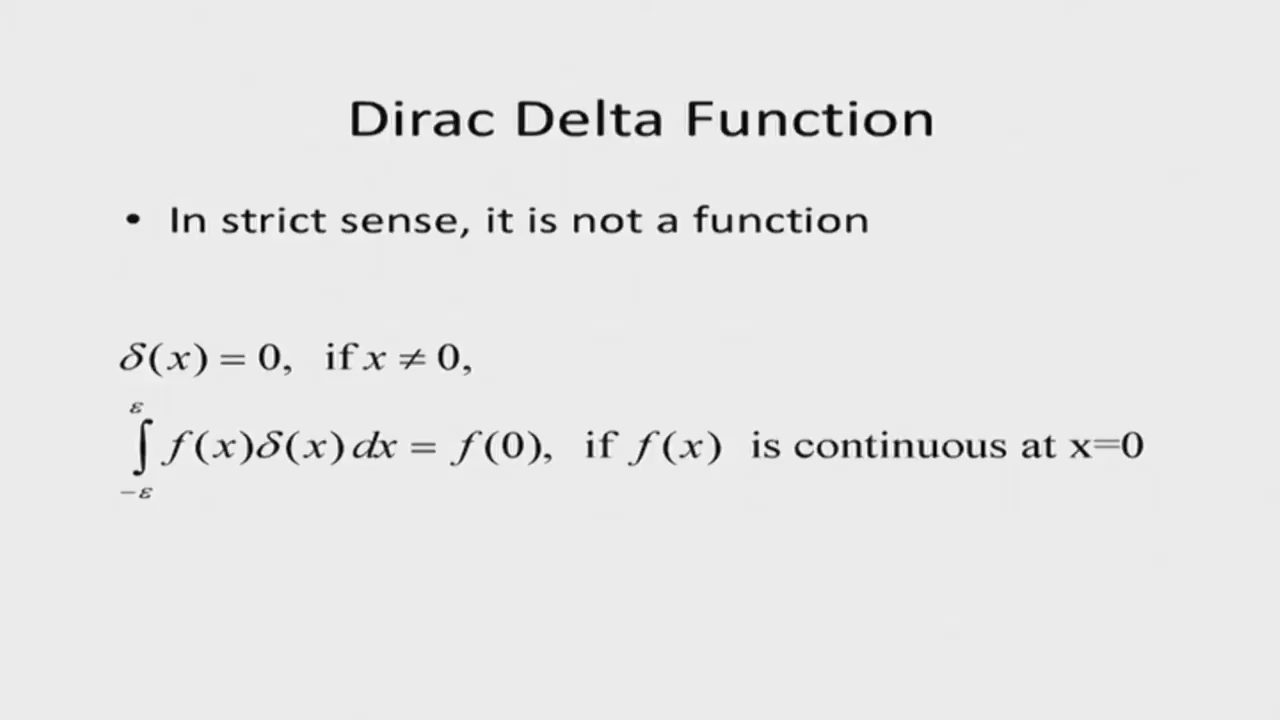 Dirac Delta Function
• In strict sense, it is not a function
δ(x) = 0, if x ≠ 0,
∫_{-ε}^{ε} f(x)δ(x)dx = f(0), if f(x) is continuous at x=0